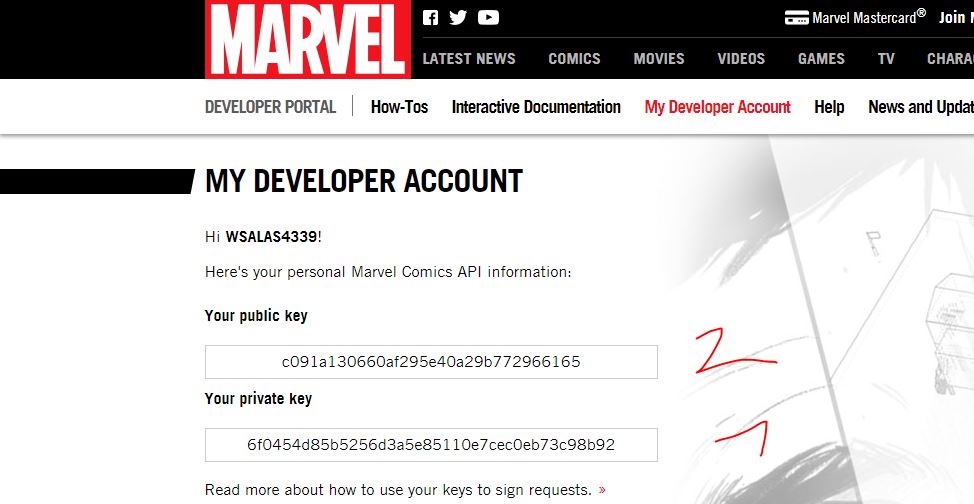 MARVEL
Marvel Mastercard® Join
LATEST NEWS COMICS MOVIES VIDEOS GAMES TV CHARA
DEVELOPER PORTAL How-Tos Interactive Documentation My Developer Account Help News and Updat
MY DEVELOPER ACCOUNT
Hi WSALAS4339!
Here's your personal Marvel Comics API information:
Your public key
c091a130660af295e40a29b772966165
2
Your private key
6f0454d85b5256d3a5e85110e7cec0eb73c98b92
Read more about how to use your keys to sign requests. »